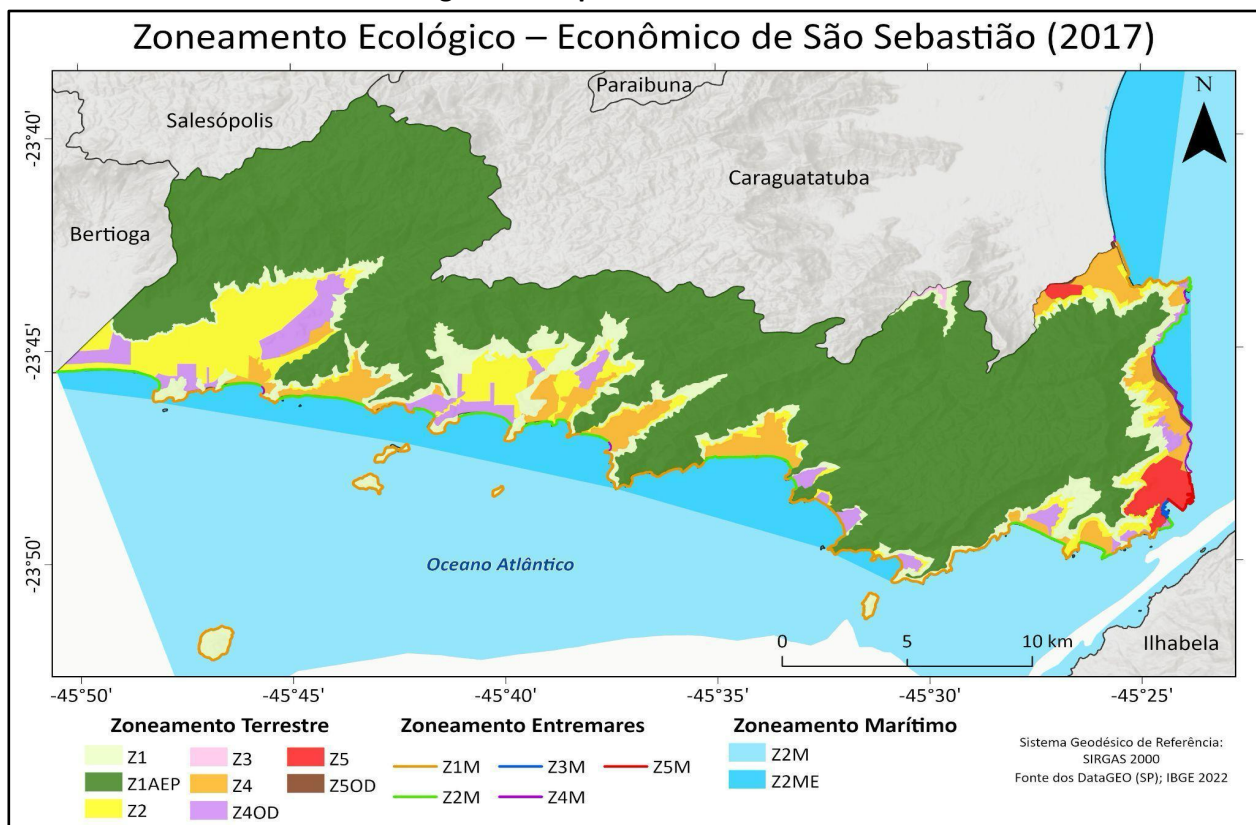 Zoneamento Ecológico – Econômico de São Sebastião (2017)
Paraibuna
N
Salesópolis
Caraguatatuba
Bertioga
Oceano Atlântico
Ilhabela
0 5 10 km
-23°40'
-23°45'
-23°50'
-45°50' -45°45' -45°40' -45°35' -45°30' -45°25'
Zoneamento Terrestre
Z1 Z3 Z5
Z1AEP Z4 Z5OD
Z2 Z4OD
Zoneamento Entremares
Z1M Z3M Z5M
Z2M Z4M
Zoneamento Marítimo
Z2M
Z2ME
Sistema Geodésico de Referência:
SIRGAS 2000
Fonte dos DataGEO (SP); IBGE 2022